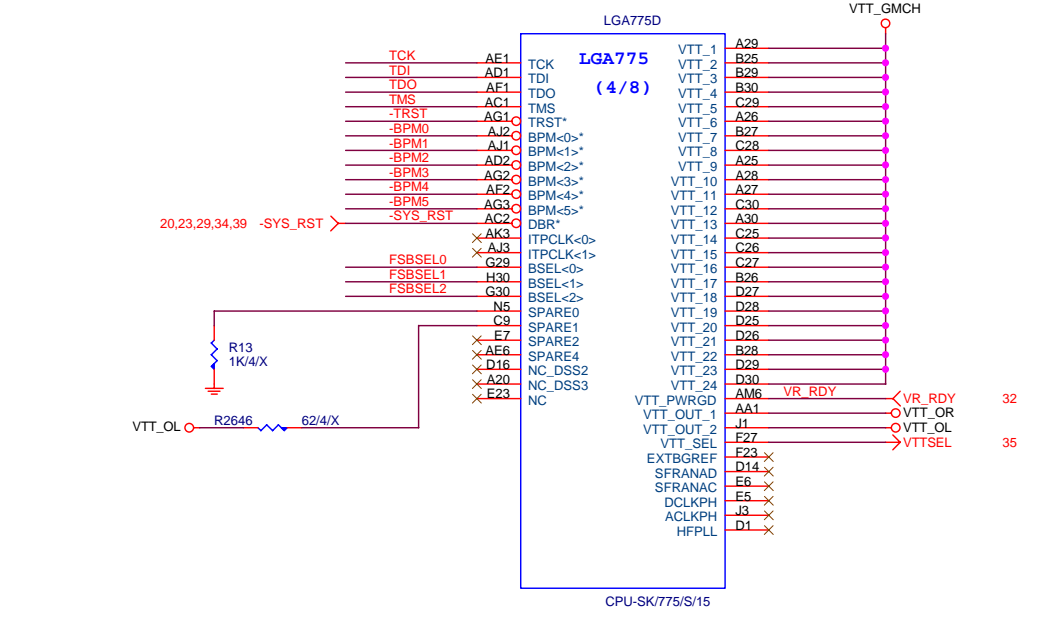 VTT_GMCH
LGA775D
LGA775
(4/8)
TCK AE1 TCK
TDI AD1 TDI
TDO AF1 TDO
TMS AC1 TMS
-TRST AG1 TRST*
-BPM0 AJ2 BPM<0>*
-BPM1 AJ1 BPM<1>*
-BPM2 AD2 BPM<2>*
-BPM3 AG2 BPM<3>*
-BPM4 AF2 BPM<4>*
-BPM5 AG3 BPM<5>*
20,23,29,34,39 -SYS_RST -SYS_RST AC2 DBR*
AK3 ITPCLK<0>
AJ3 ITPCLK<1>
FSBSEL0 G29 BSEL<0>
FSBSEL1 H30 BSEL<1>
FSBSEL2 G30 BSEL<2>
N5 SPARE0
C9 SPARE1
E7 SPARE2
AE6 SPARE4
D16 NC_DSS2
A20 NC_DSS3
E23 NC
R13
1K/4/X
VTT_OL R2646 62/4/X
VTT_1 A29
VTT_2 B25
VTT_3 B29
VTT_4 B30
VTT_5 C29
VTT_6 A26
VTT_7 B27
VTT_8 C28
VTT_9 A25
VTT_10 A28
VTT_11 A27
VTT_12 C30
VTT_13 A30
VTT_14 C25
VTT_15 C26
VTT_16 C27
VTT_17 B26
VTT_18 D27
VTT_19 D28
VTT_20 D25
VTT_21 D26
VTT_22 B28
VTT_23 D29
VTT_24 D30
VTT_PWRGD AM6 VR_RDY VR_RDY 32
VTT_OUT_1 AA1 VTT_OR
VTT_OUT_2 J1 VTT_OL
VTT_SEL F27 VTTSEL 35
EXTBGREF F23
SFRANAD D14
SFRANAC E6
DCLKPH E5
ACLKPH J3
HFPLL D1
CPU-SK/775/S/15